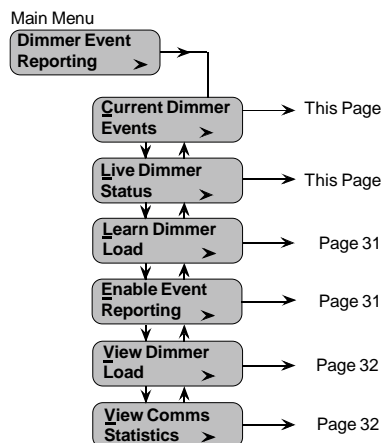 Main Menu
Dimmer Event
Reporting
Current Dimmer
Events
This Page
Live Dimmer
Status
This Page
Learn Dimmer
Load
Page 31
Enable Event
Reporting
Page 31
View Dimmer
Load
Page 32
View Comms
Statistics
Page 32